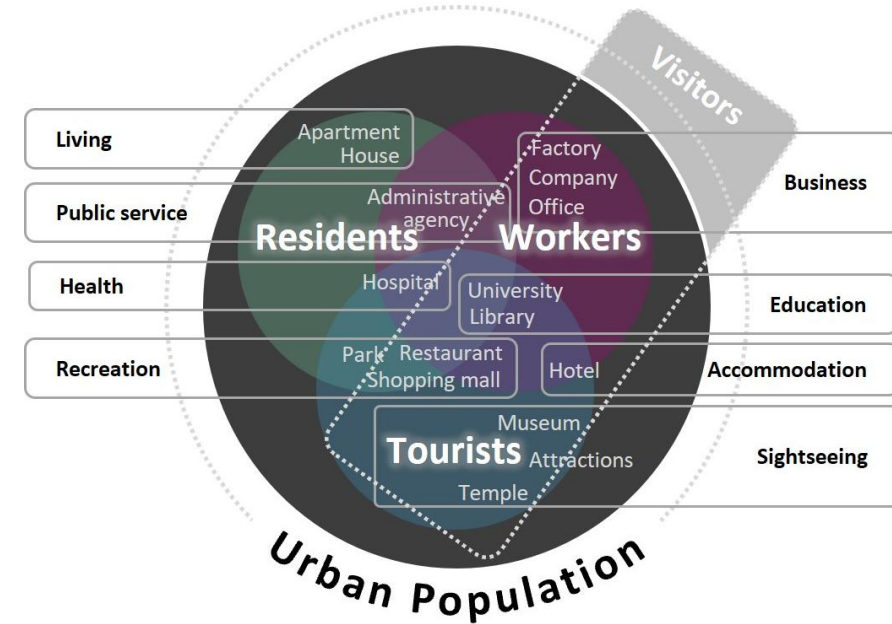 Visitors
Living
Apartment
House
Factory
Company
Office
Business
Public service
Administrative
agency
Residents
Workers
Health
Hospital
University
Library
Education
Recreation
Park Restaurant
Shopping mall
Hotel
Accommodation
Museum
Tourists
Attractions
Temple
Sightseeing
Urban Population